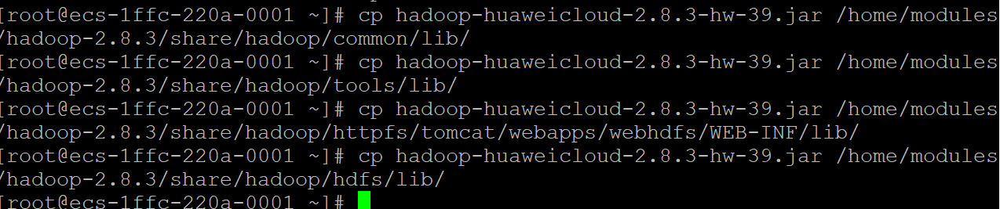 [root@ecs-1ffc-220a-0001 ~]# cp hadoop-huaweicloud-2.8.3-hw-39.jar /home/modules
/hadoop-2.8.3/share/hadoop/common/lib/
[root@ecs-1ffc-220a-0001 ~]# cp hadoop-huaweicloud-2.8.3-hw-39.jar /home/modules
/hadoop-2.8.3/share/hadoop/tools/lib/
[root@ecs-1ffc-220a-0001 ~]# cp hadoop-huaweicloud-2.8.3-hw-39.jar /home/modules
/hadoop-2.8.3/share/hadoop/httpfs/tomcat/webapps/webhdfs/WEB-INF/lib/
[root@ecs-1ffc-220a-0001 ~]# cp hadoop-huaweicloud-2.8.3-hw-39.jar /home/modules
/hadoop-2.8.3/share/hadoop/hdfs/lib/
[root@ecs-1ffc-220a-0001 ~]#